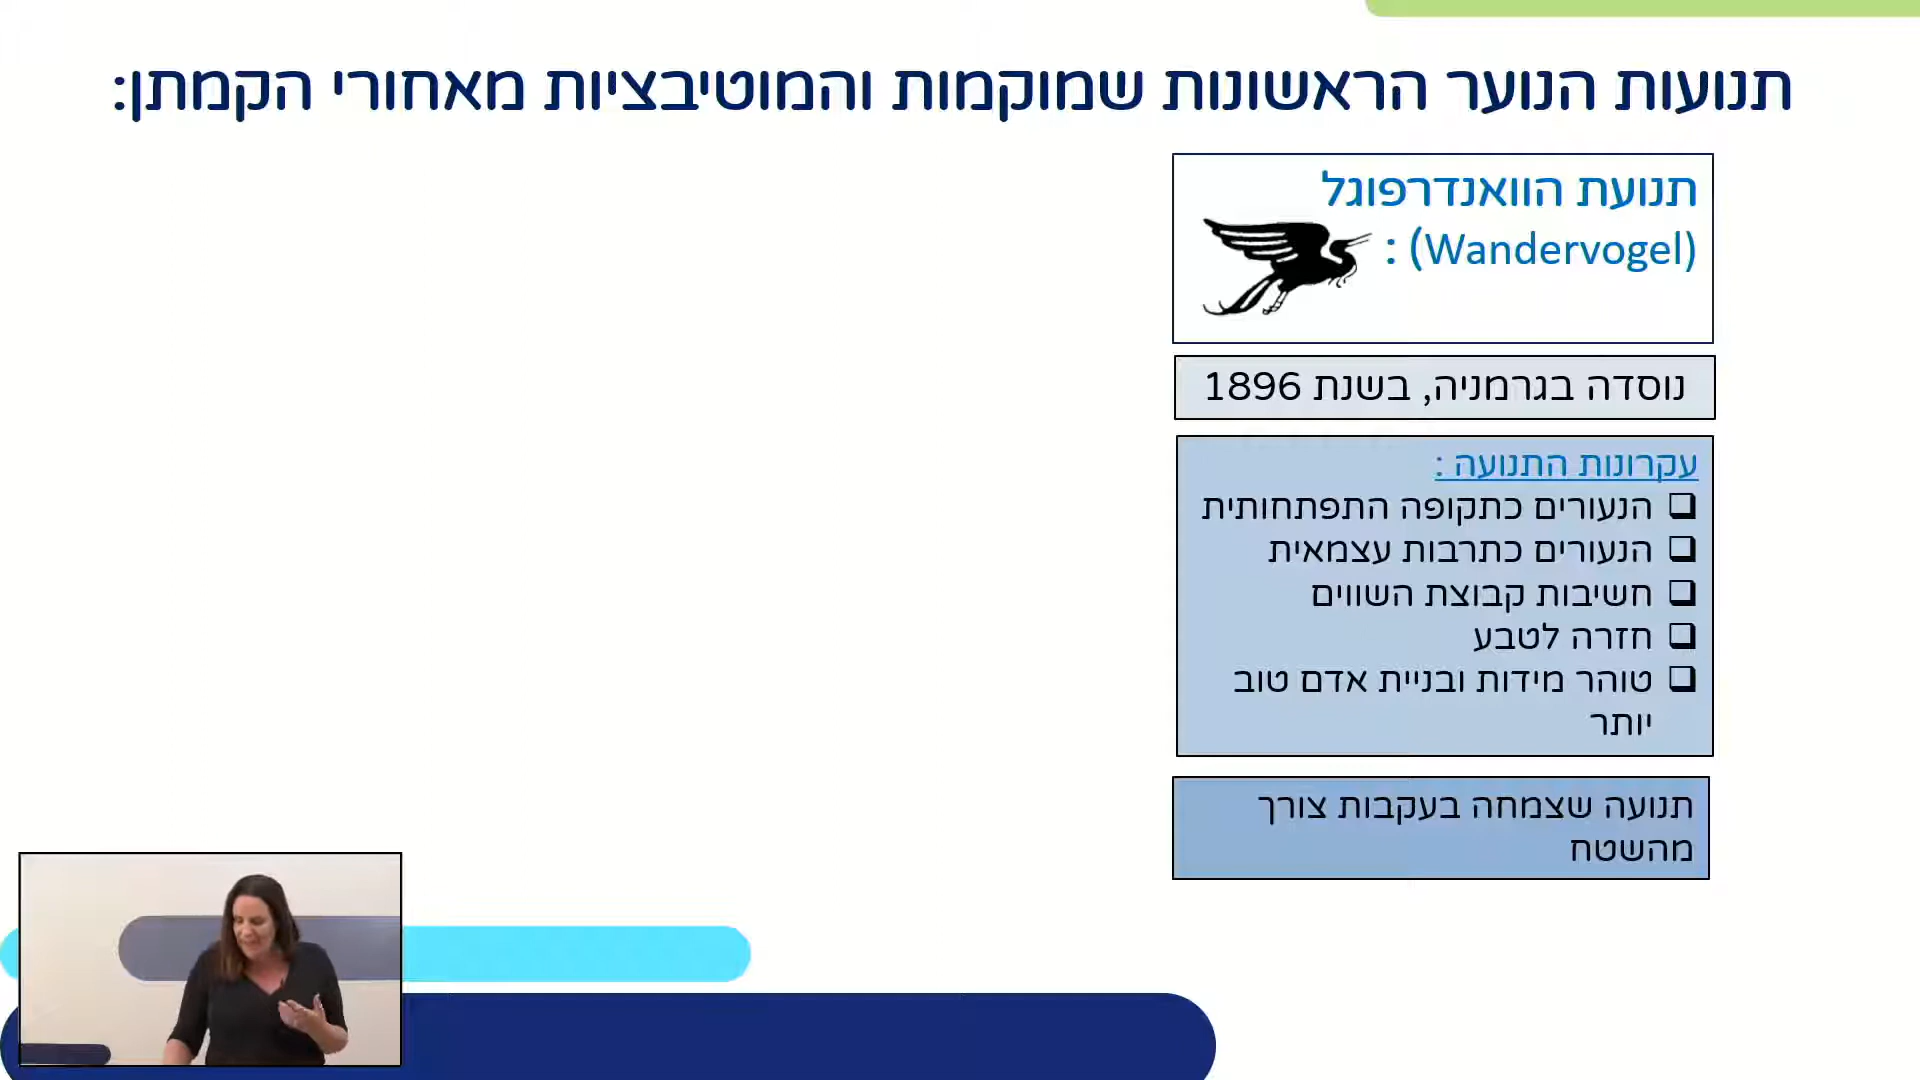 תנועות הנוער הראשונות שמוקמות והמוטיבציות מאחורי הקמתן:
תנועת הוואנדרפוגל
(Wandervogel) :
נוסדה בגרמניה, בשנת 1896
עקרונות התנועה :
הנעורים כתקופה התפתחותית
הנעורים כתרבות עצמאית
חשיבות קבוצת השווים
חזרה לטבע
טוהר מידות ובניית אדם טוב
יותר
תנועה שצמחה בעקבות צורך
מהשטח